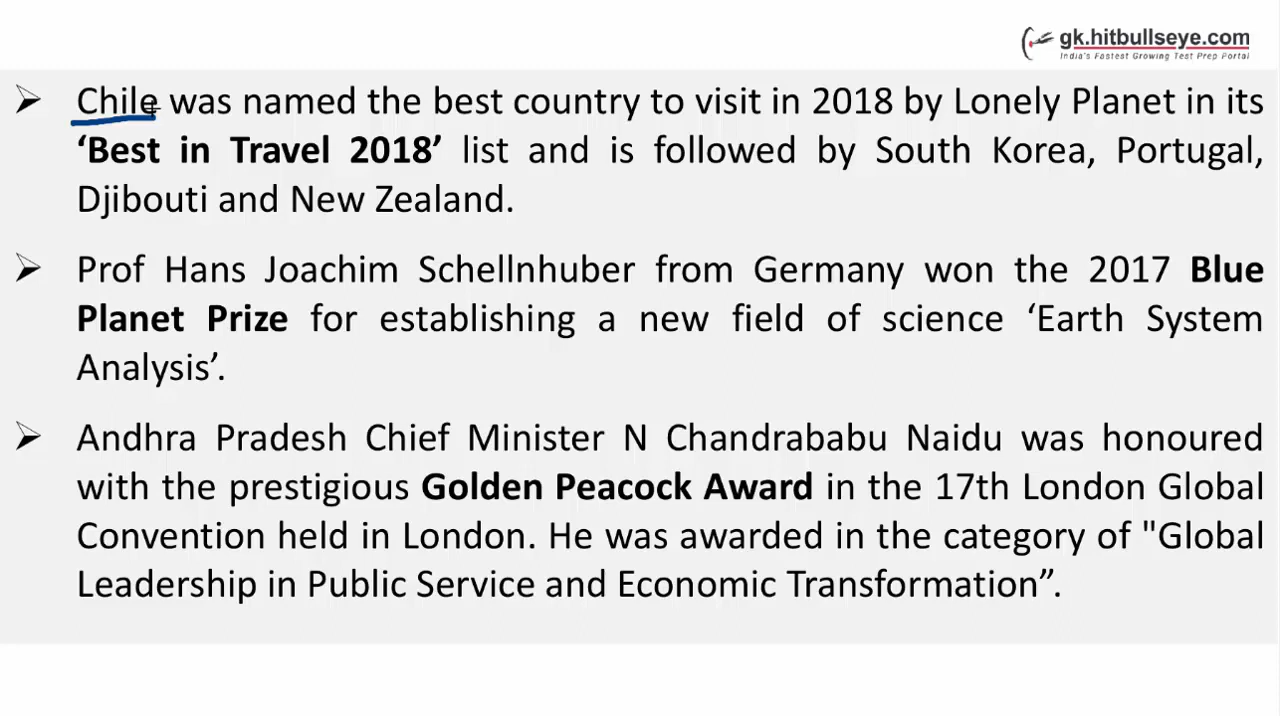 gk.hitbullseye.com
India's Fastest Growing Test Prep Portal
➢ Chile was named the best country to visit in 2018 by Lonely Planet in its
‘Best in Travel 2018’ list and is followed by South Korea, Portugal,
Djibouti and New Zealand.
➢ Prof Hans Joachim Schellnhuber from Germany won the 2017 Blue
Planet Prize for establishing a new field of science ‘Earth System
Analysis’.
➢ Andhra Pradesh Chief Minister N Chandrababu Naidu was honoured
with the prestigious Golden Peacock Award in the 17th London Global
Convention held in London. He was awarded in the category of "Global
Leadership in Public Service and Economic Transformation”.